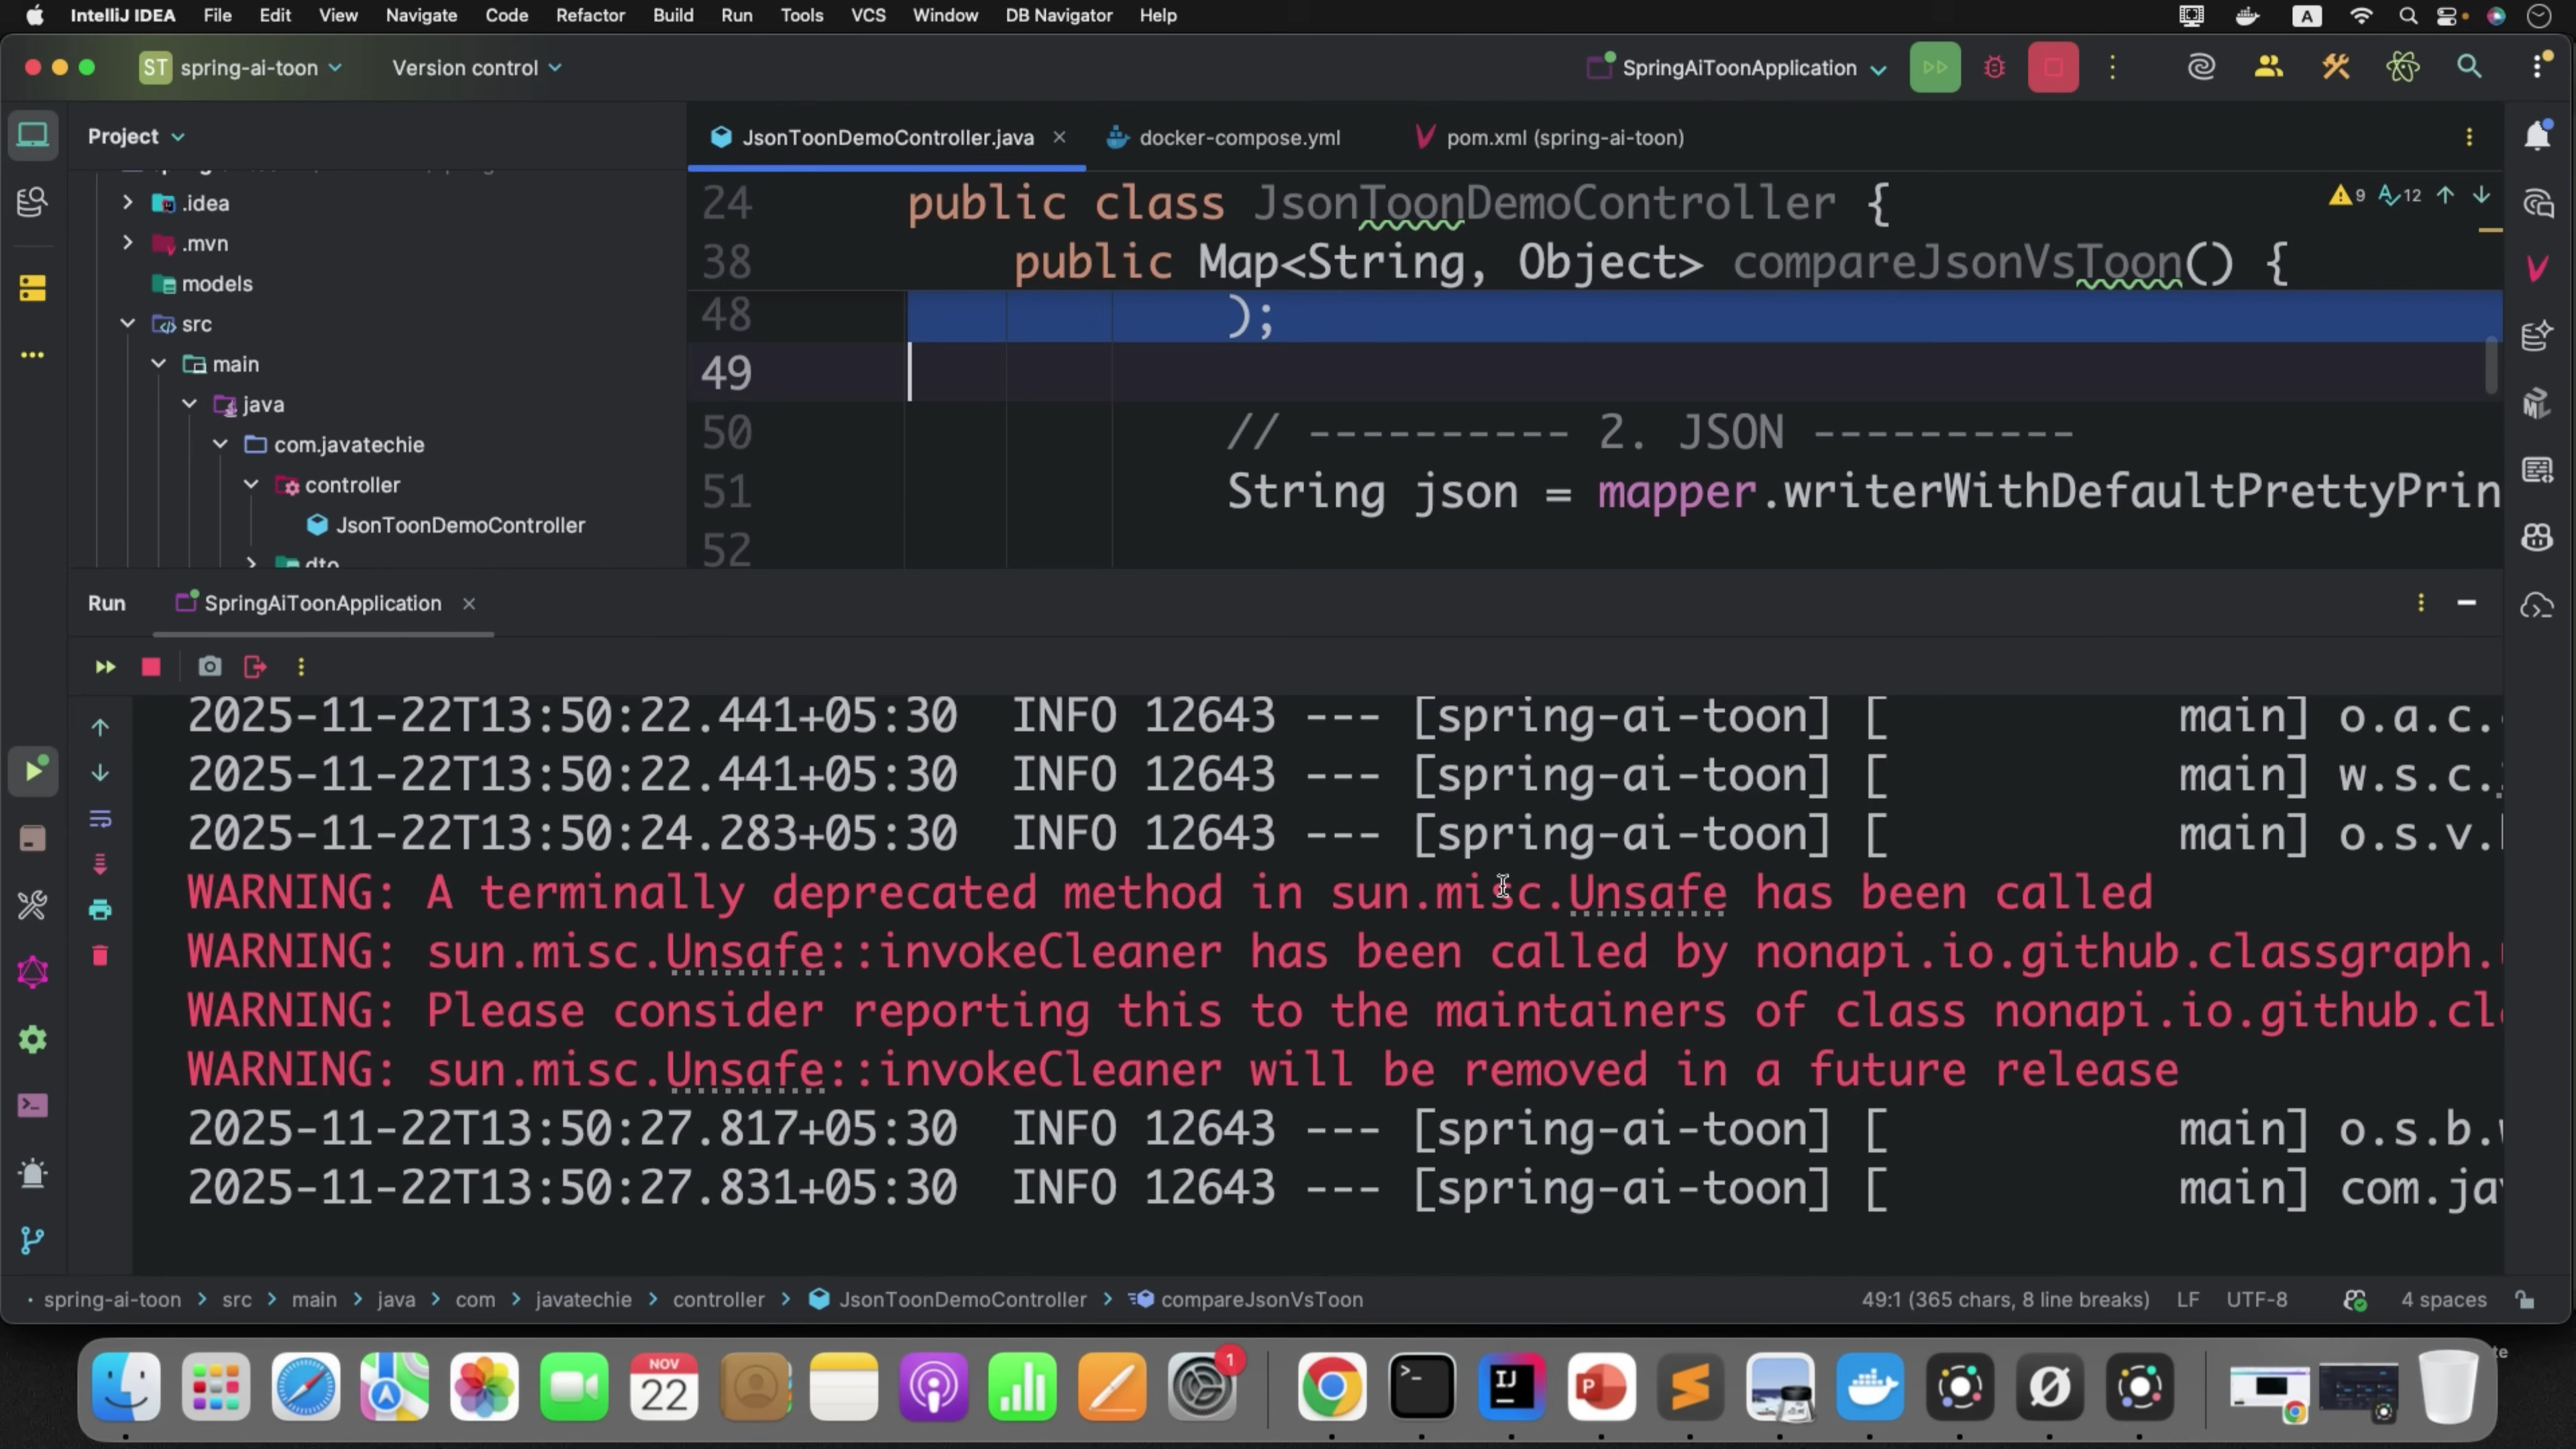 IntelliJ IDEA File Edit View Navigate Code Refactor Build Run Tools VCS Window DB Navigator Help A
ST spring-ai-toon Version control SpringAiToonApplication
Project
JsonToonDemoController.java docker-compose.yml pom.xml (spring-ai-toon)
.idea
.mvn
models
src
main
java
com.javatechie
controller
JsonToonDemoController
dto
24 public class JsonToonDemoController {
9 12
38 public Map<String, Object> compareJsonVsToon() {
48 );
49
50 // ---------- 2. JSON ----------
51 String json = mapper.writerWithDefaultPrettyPrin
52
Run SpringAiToonApplication
2025-11-22T13:50:22.441+05:30 INFO 12643 --- [spring-ai-toon] [ main] o.a.c.
2025-11-22T13:50:22.441+05:30 INFO 12643 --- [spring-ai-toon] [ main] w.s.c.
2025-11-22T13:50:24.283+05:30 INFO 12643 --- [spring-ai-toon] [ main] o.s.v.
WARNING: A terminally deprecated method in sun.misc.Unsafe has been called
WARNING: sun.misc.Unsafe::invokeCleaner has been called by nonapi.io.github.classgraph.
WARNING: Please consider reporting this to the maintainers of class nonapi.io.github.cl
WARNING: sun.misc.Unsafe::invokeCleaner will be removed in a future release
2025-11-22T13:50:27.817+05:30 INFO 12643 --- [spring-ai-toon] [ main] o.s.b.
2025-11-22T13:50:27.831+05:30 INFO 12643 --- [spring-ai-toon] [ main] com.ja
spring-ai-toon src main java com javatechie controller JsonToonDemoController compareJsonVsToon 49:1 (365 chars, 8 line breaks) LF UTF-8 4 spaces
NOV
22
1
IJ
P